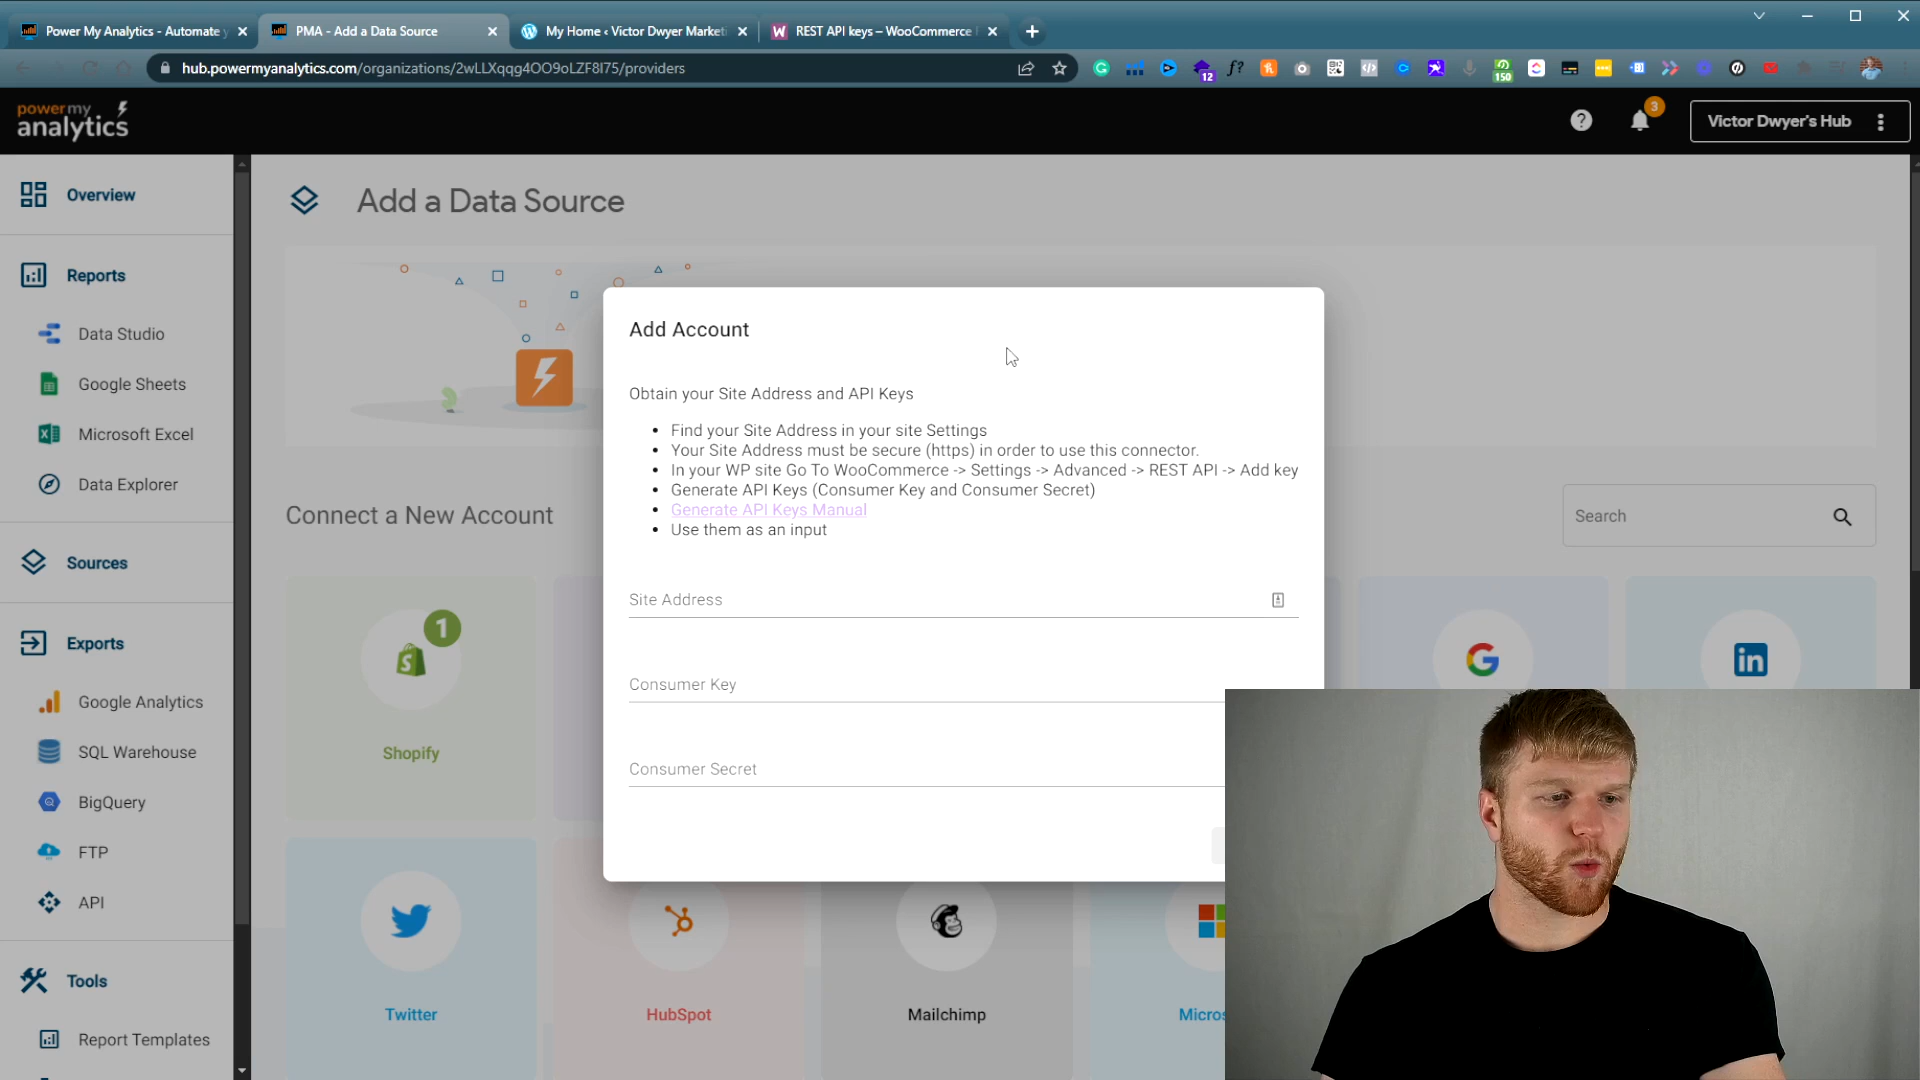 Power My Analytics - Automate y
PMA - Add a Data Source
My Home ‹ Victor Dwyer Market
REST API keys – WooCommerce
hub.powermyanalytics.com/organizations/2wLLXqqg4OO9oLZF8I75/providers
12
f?
150
powermy
analytics
3
Victor Dwyer's Hub
Overview
Reports
Data Studio
Google Sheets
Microsoft Excel
Data Explorer
Sources
Exports
Google Analytics
SQL Warehouse
BigQuery
FTP
API
Tools
Report Templates
Add a Data Source
Connect a New Account
Search
Add Account
Obtain your Site Address and API Keys
Find your Site Address in your site Settings
Your Site Address must be secure (https) in order to use this connector.
In your WP site Go To WooCommerce -> Settings -> Advanced -> REST API -> Add key
Generate API Keys (Consumer Key and Consumer Secret)
Generate API Keys Manual
Use them as an input
Site Address
Consumer Key
Consumer Secret
1
Shopify
Twitter
HubSpot
Mailchimp
Micros